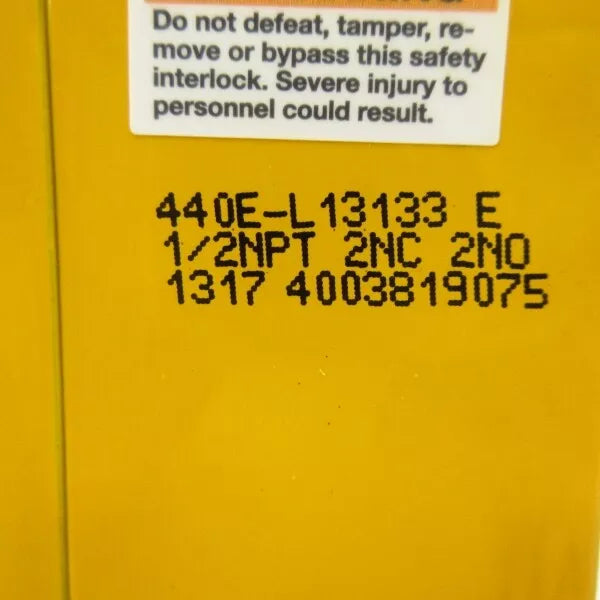 Do not defeat, tamper, re-
move or bypass this safety
interlock. Severe injury to
personnel could result.
440E-L13133 E
1/2NPT 2NC 2NO
1317 4003819075